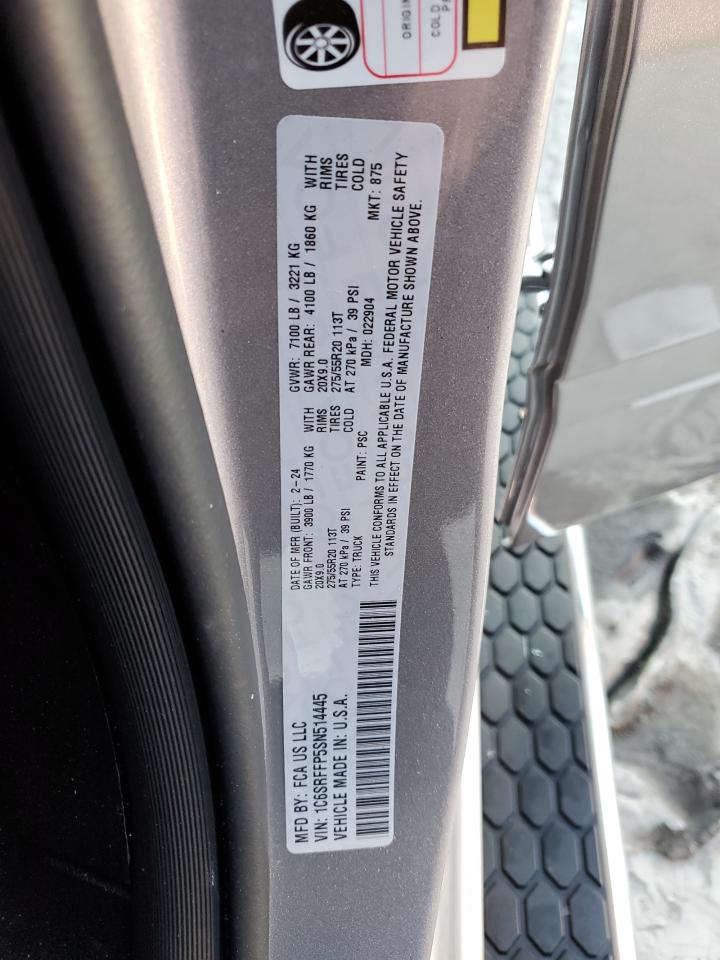 ORIGIN
COLD
MFD BY: FCA US LLC
DATE OF MFR (BUILT): 2-24
GVWR: 7100 LB / 3221 KG
GAWR FRONT: 3900 LB / 1770 KG WITH
20X9.0 RIMS
275/55R20 113T TIRES
AT 270 kPa / 39 PSI COLD
GAWR REAR: 4100 LB / 1860 KG WITH
20X9.0 RIMS
275/55R20 113T TIRES
AT 270 kPa / 39 PSI COLD
VIN: 1C6SRFFP5SN514445
TYPE: TRUCK
PAINT: PSC
MDH: 022904
MKT: 875
VEHICLE MADE IN: U.S.A.
THIS VEHICLE CONFORMS TO ALL APPLICABLE U.S.A. FEDERAL MOTOR VEHICLE SAFETY
STANDARDS IN EFFECT ON THE DATE OF MANUFACTURE SHOWN ABOVE.